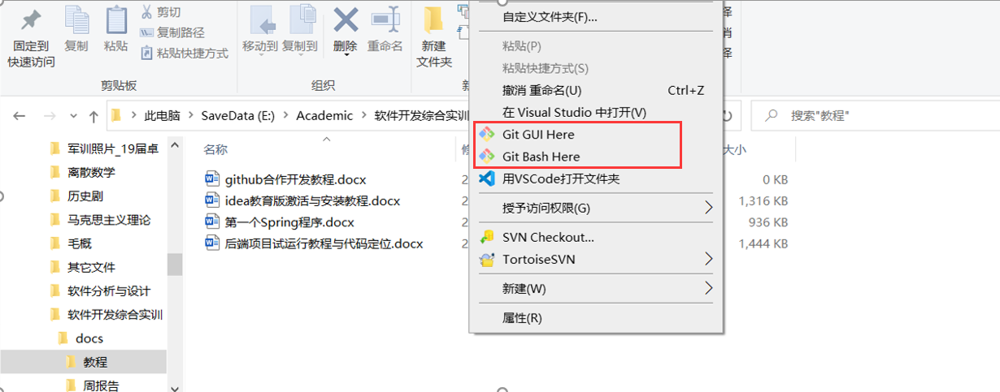 固定到
快速访问
复制
粘贴
剪切
复制路径
粘贴快捷方式
剪贴板
移动到
复制到
删除
重命名
组织
新建
文件夹
此电脑
SaveData (E:)
Academic
软件开发综合实训
搜索"教程"
军训照片_19届卓
离散数学
历史剧
马克思主义理论
毛概
其它文件
软件分析与设计
软件开发综合实训
docs
教程
周报告
名称
大小
github合作开发教程.docx
0 KB
idea教育版激活与安装教程.docx
1,316 KB
第一个Spring程序.docx
936 KB
后端项目试运行教程与代码定位.docx
1,444 KB
自定义文件夹(F)...
粘贴(P)
粘贴快捷方式(S)
撤消 重命名(U) Ctrl+Z
在 Visual Studio 中打开(V)
Git GUI Here
Git Bash Here
用VSCode打开文件夹
授予访问权限(G)
SVN Checkout...
TortoiseSVN
新建(W)
属性(R)